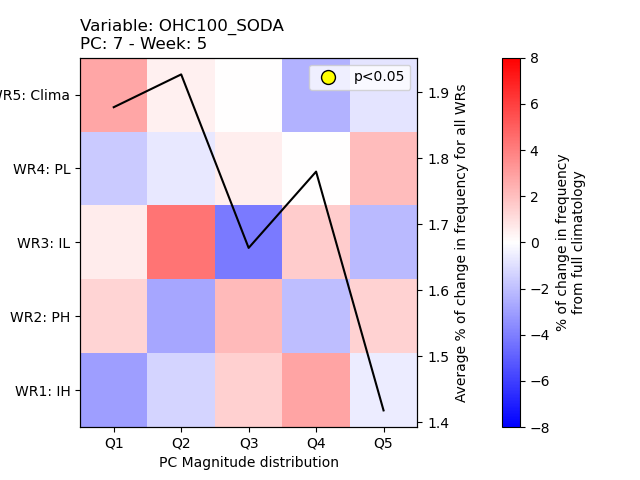 Variable: OHC100_SODA
PC: 7 - Week: 5
WR5: Clima
WR4: PL
WR3: IL
WR2: PH
WR1: IH
p<0.05
Q1 Q2 Q3 Q4 Q5
PC Magnitude distribution
1.9
1.8
1.7
1.6
1.5
1.4
Average % of change in frequency for all WRs
8
6
4
2
0
−2
−4
−6
−8
% of change in frequency
from full climatology